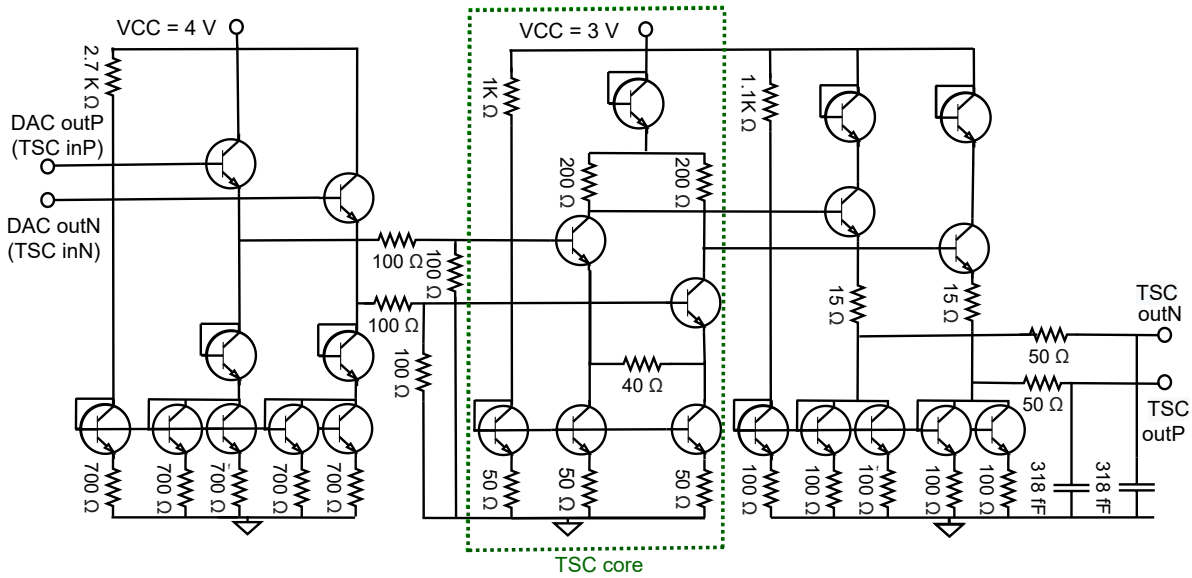 VCC = 4 V
VCC = 3 V
2.7 K Ω
1K Ω
1.1K Ω
DAC outP
(TSC inP)
DAC outN
(TSC inN)
200 Ω
200 Ω
100 Ω
100 Ω
100 Ω
100 Ω
40 Ω
15 Ω
15 Ω
TSC
outN
50 Ω
50 Ω
TSC
outP
700 Ω
700 Ω
700 Ω
700 Ω
700 Ω
50 Ω
50 Ω
50 Ω
100 Ω
100 Ω
100 Ω
100 Ω
100 Ω
318 fF
318 fF
TSC core